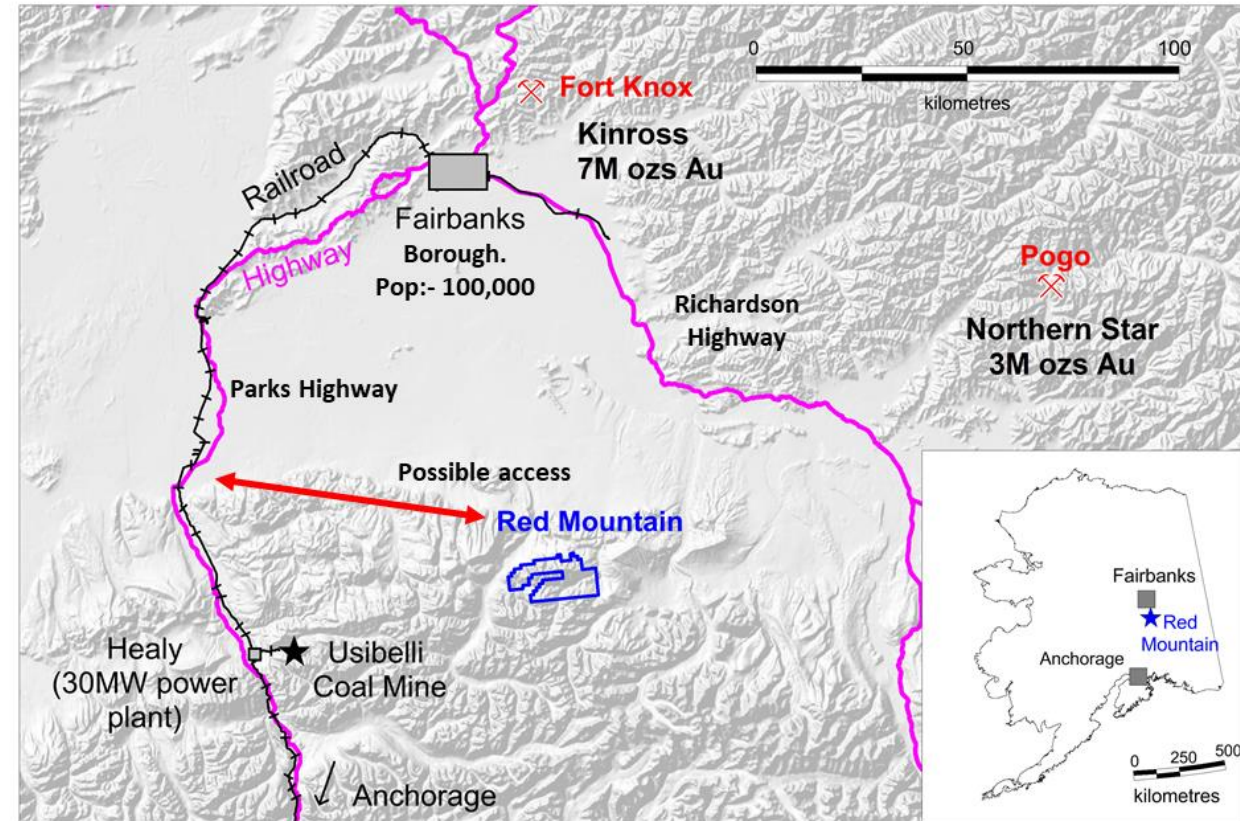 0 50 100
kilometres
Fort Knox
Kinross
7M ozs Au
Railroad
Highway
Fairbanks
Borough.
Pop:- 100,000
Richardson
Highway
Pogo
Northern Star
3M ozs Au
Parks Highway
Possible access
Red Mountain
Healy
(30MW power
plant)
Usibelli
Coal Mine
Anchorage
Fairbanks
Red
Mountain
Anchorage
0 250 500
kilometres